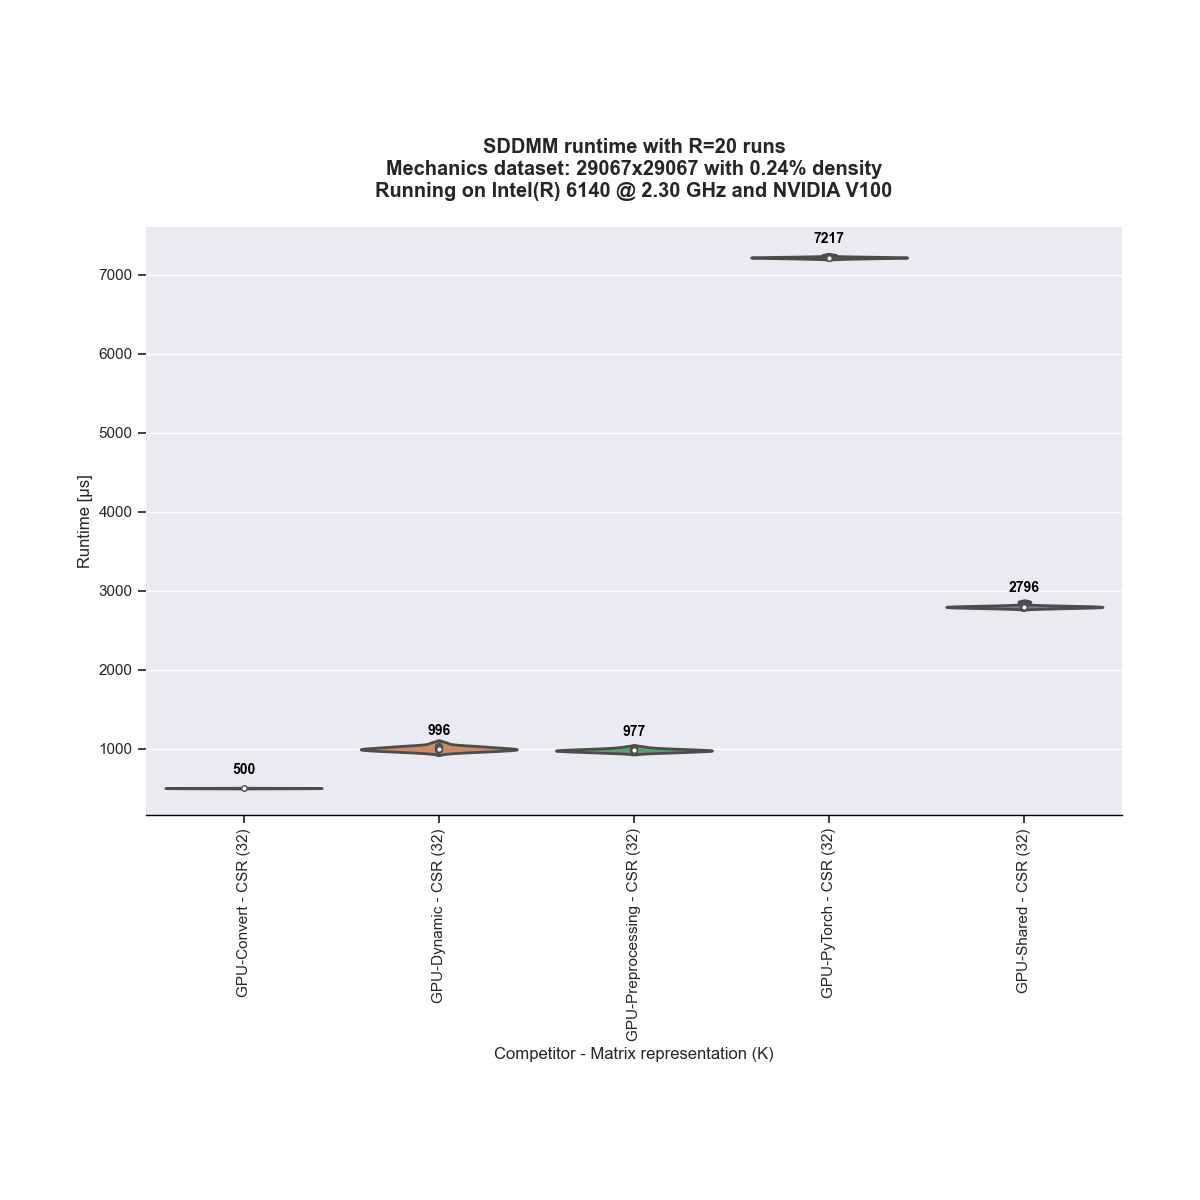 SDDMM runtime with R=20 runs
Mechanics dataset: 29067x29067 with 0.24% density
Running on Intel(R) 6140 @ 2.30 GHz and NVIDIA V100
7217
7000
6000
5000
4000
3000
2000
1000
Runtime [µs]
2796
996
977
500
GPU-Convert - CSR (32)
GPU-Dynamic - CSR (32)
GPU-Preprocessing - CSR (32)
GPU-PyTorch - CSR (32)
GPU-Shared - CSR (32)
Competitor - Matrix representation (K)